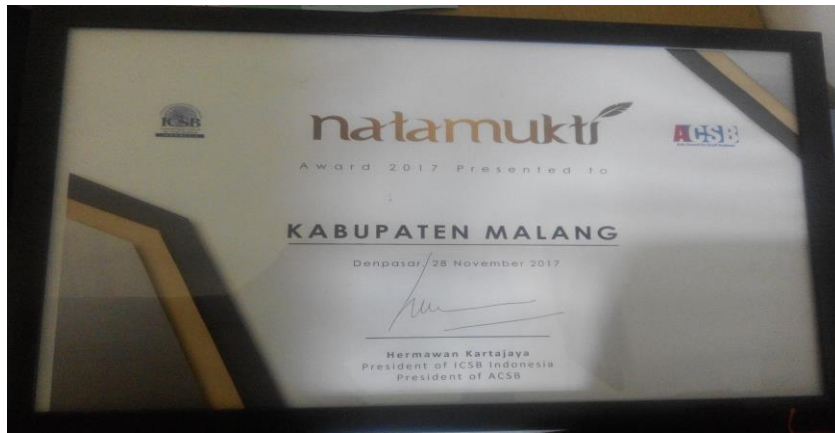 ICSB
INDONESIA
natamukti
ACSB
Award 2017 Presented to
KABUPATEN MALANG
Denpasar, 28 November 2017
Hermawan Kartajaya
President of ICSB Indonesia
President of ACSB